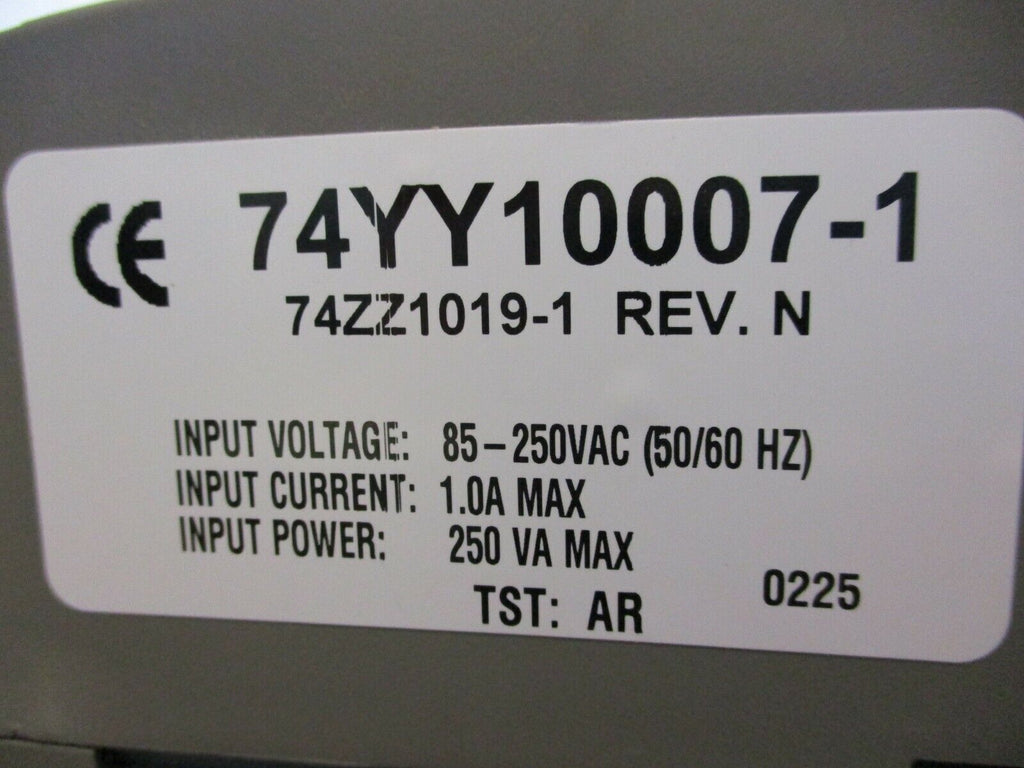 CE 74YY10007-1
74ZZ1019-1 REV. N
INPUT VOLTAGE: 85-250VAC (50/60 HZ)
INPUT CURRENT: 1.0A MAX
INPUT POWER: 250 VA MAX
TST: AR 0225